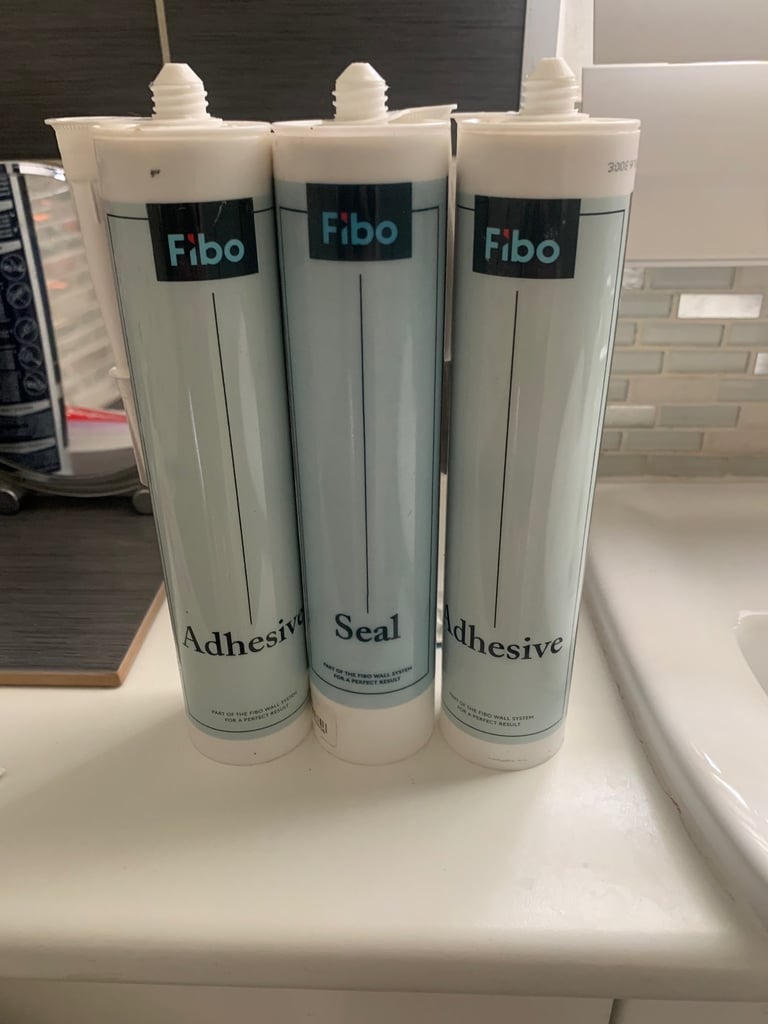 Fibo
Adhesive
PART OF THE FIBO WALL SYSTEM
FOR A PERFECT RESULT
Fibo
Seal
PART OF THE FIBO WALL SYSTEM
FOR A PERFECT RESULT
Fibo
Adhesive
PART OF THE FIBO WALL SYSTEM
FOR A PERFECT RESULT